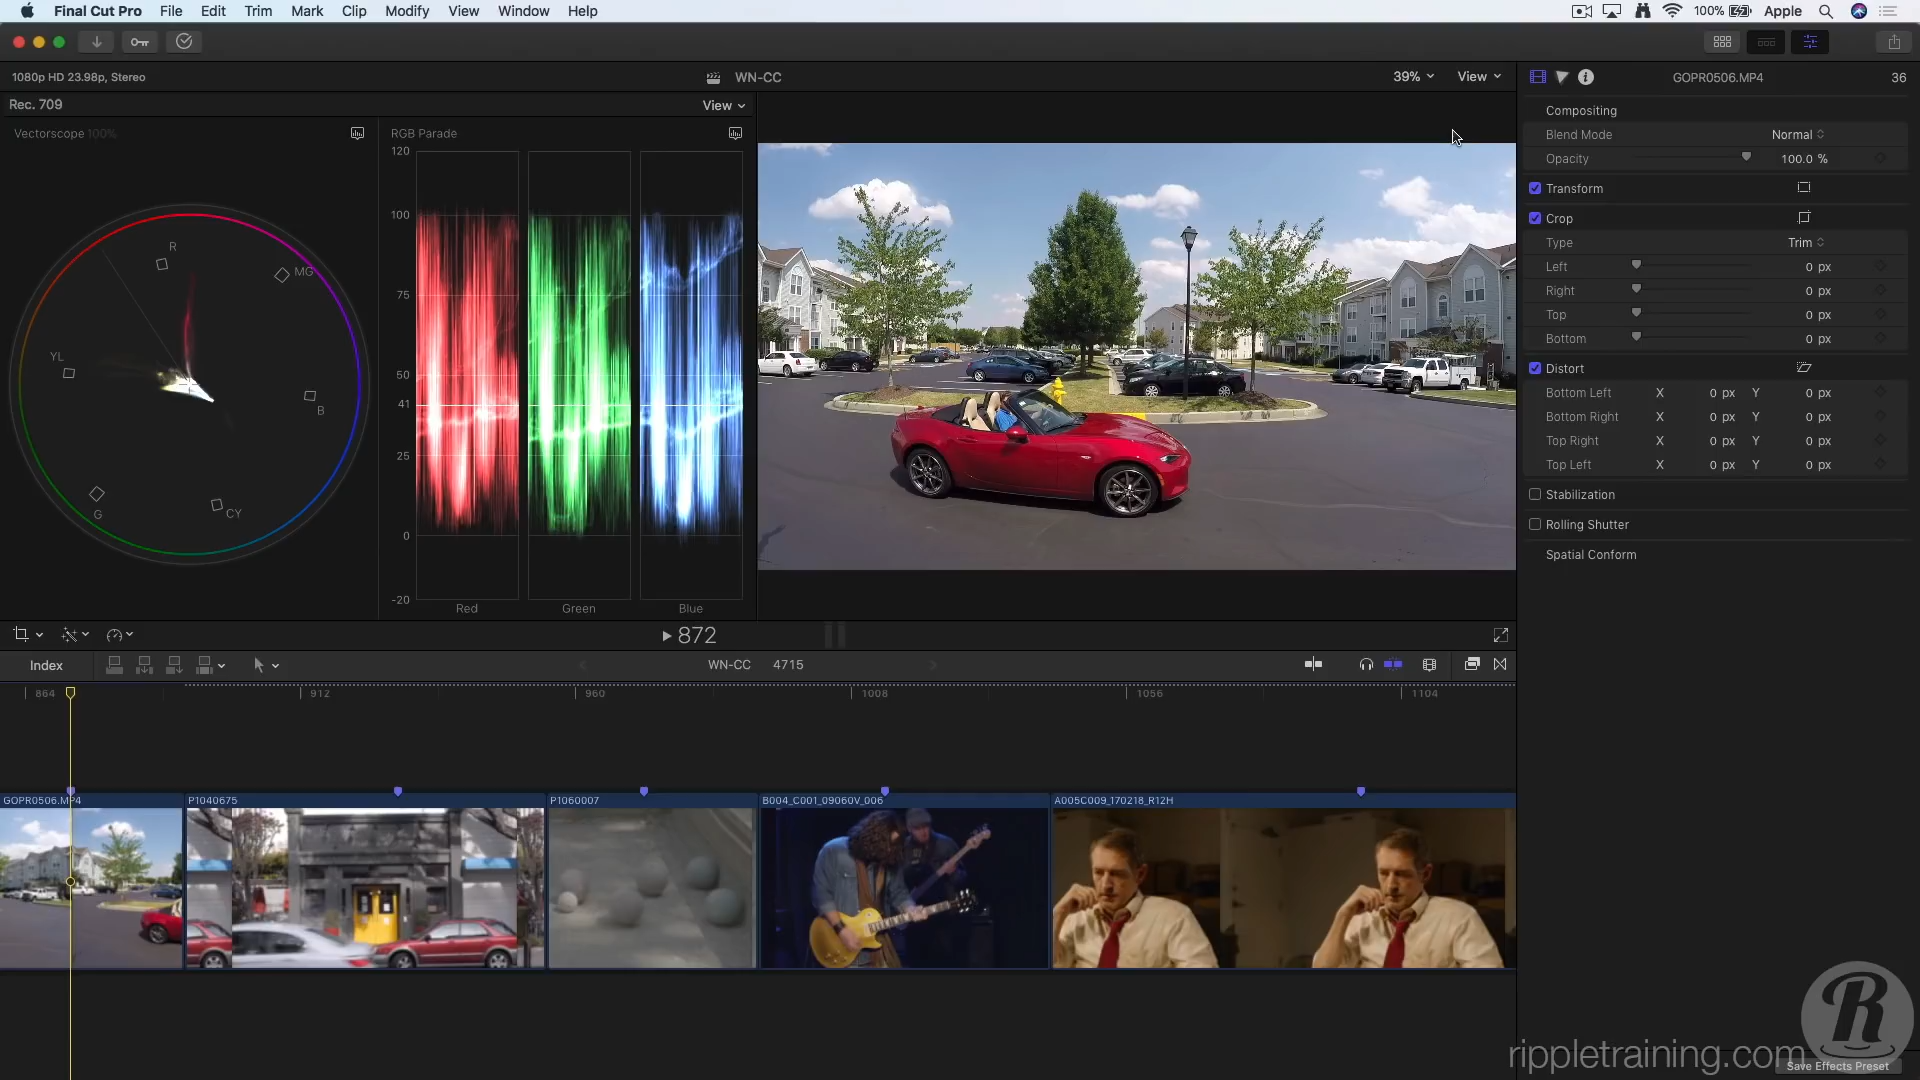 Final Cut Pro File Edit Trim Mark Clip Modify View Window Help 100% Apple
1080p HD 23.98p, Stereo WN-CC 39% View GOPR0506.MP4 36
Rec. 709 View
Vectorscope 100% RGB Parade
R MG B CY G YL
120
100
75
50
41
25
0
-20
Red Green Blue
Compositing
Blend Mode Normal
Opacity 100.0 %
Transform
Crop
Type Trim
Left 0 px
Right 0 px
Top 0 px
Bottom 0 px
Distort
Bottom Left X 0 px Y 0 px
Bottom Right X 0 px Y 0 px
Top Right X 0 px Y 0 px
Top Left X 0 px Y 0 px
Stabilization
Rolling Shutter
Spatial Conform
872
Index WN-CC 4715
864 912 960 1008 1056 1104
GOPR0506.MP4 P1040675 P1060007 B004_C001_09060V_006 A005C009_170218_R12H
R
rippletraining.com
Save Effects Preset